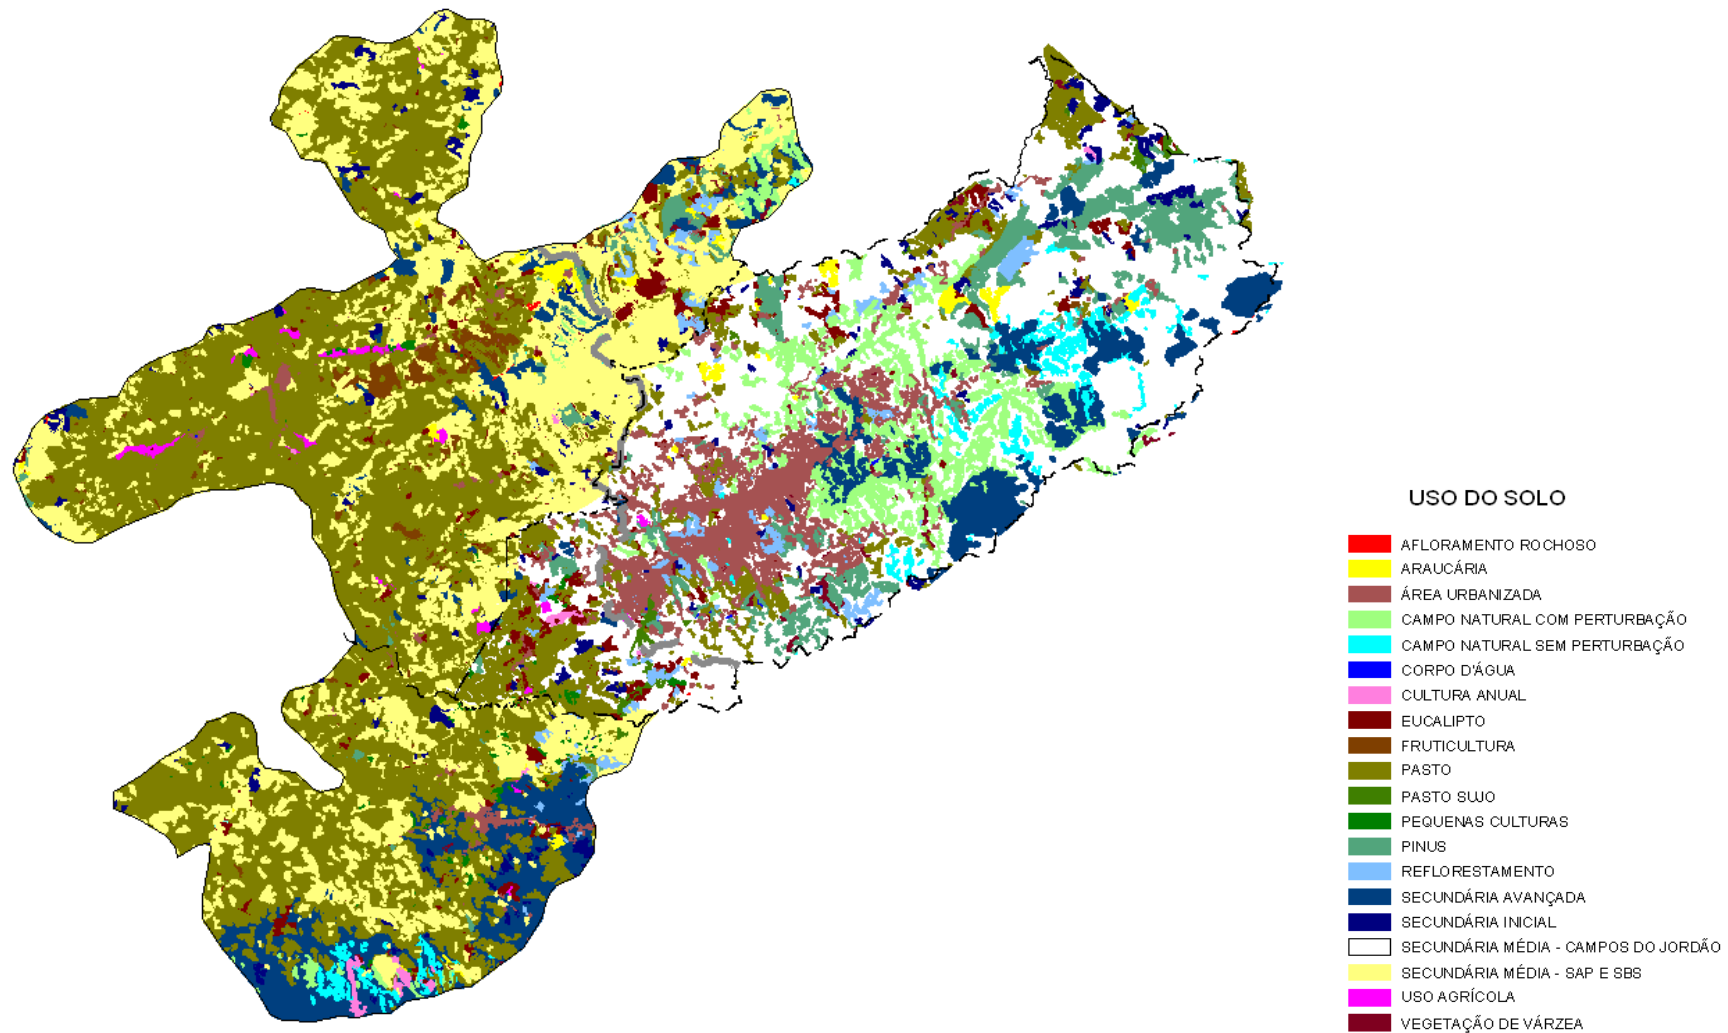 USO DO SOLO
AFLORAMENTO ROCHOSO
ARAUCÁRIA
ÁREA URBANIZADA
CAMPO NATURAL COM PERTURBAÇÃO
CAMPO NATURAL SEM PERTURBAÇÃO
CORPO D'ÁGUA
CULTURA ANUAL
EUCALIPTO
FRUTICULTURA
PASTO
PASTO SUJO
PEQUENAS CULTURAS
PINUS
REFLORESTAMENTO
SECUNDÁRIA AVANÇADA
SECUNDÁRIA INICIAL
SECUNDÁRIA MÉDIA - CAMPOS DO JORDÃO
SECUNDÁRIA MÉDIA - SAP E SBS
USO AGRÍCOLA
VEGETAÇÃO DE VÁRZEA